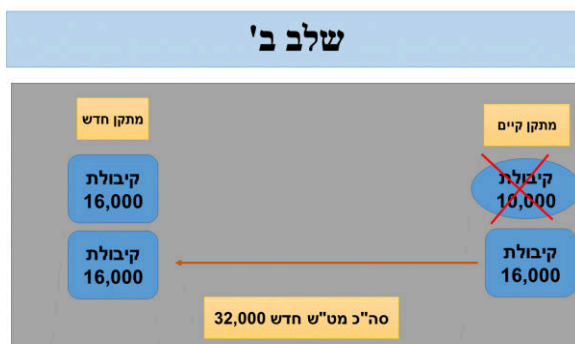 שלב ב'
מתקן קיים
מתקן חדש
קיבולת
10,000
קיבולת
16,000
קיבולת
16,000
קיבולת
16,000
סה"כ מט"ש חדש 32,000